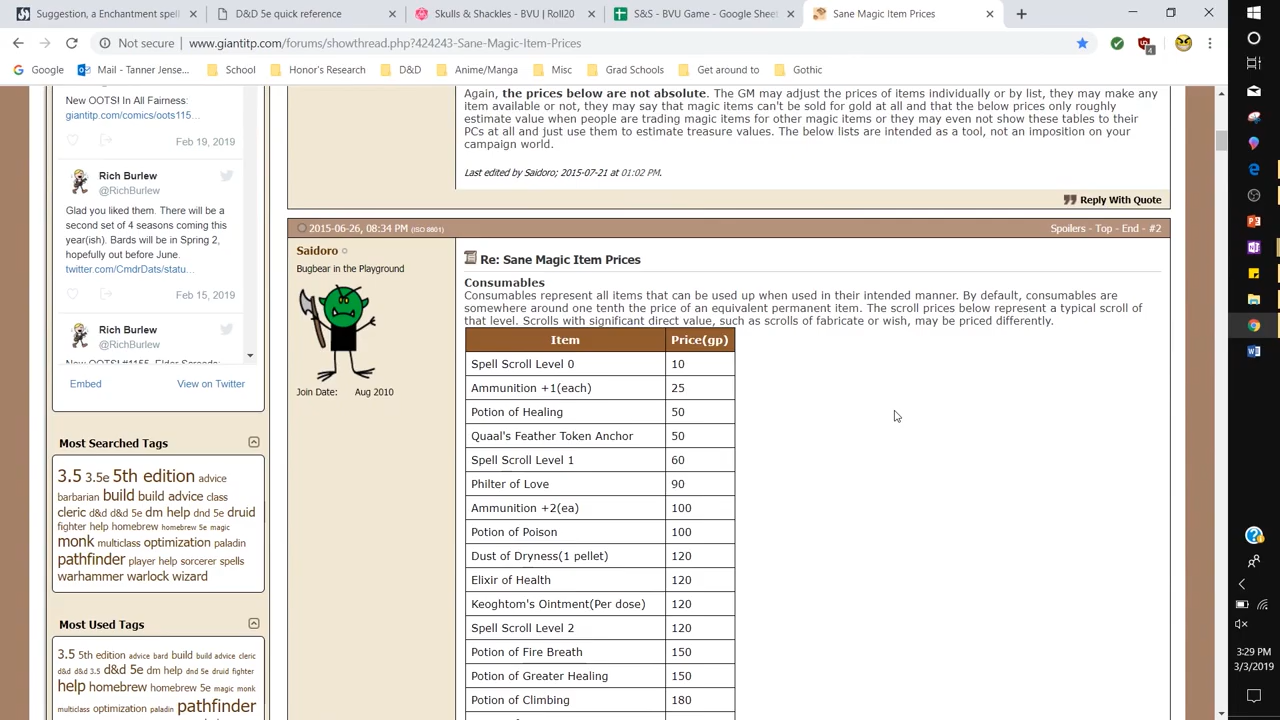 Suggestion, a Enchantment spell
D&D 5e quick reference
Skulls & Shackles - BVU | Roll20
S&S - BVU Game - Google Sheet
Sane Magic Item Prices
Not secure
www.giantitp.com/forums/showthread.php?424243-Sane-Magic-Item-Prices
4
Google
Mail - Tanner Jense...
School
Honor's Research
D&D
Anime/Manga
Misc
Grad Schools
Get around to
Gothic
New OOTS! In All Fairness:
giantitp.com/comics/oots115...
Feb 19, 2019
Rich Burlew
@RichBurlew
Glad you liked them. There will be a
second set of 4 seasons coming this
year(ish). Bards will be in Spring 2,
hopefully out before June.
twitter.com/CmdrDats/statu...
Feb 15, 2019
Rich Burlew
@RichBurlew
New OOTS! #1155, Elder Spreeds:
Embed
View on Twitter
Most Searched Tags
3.5 3.5e 5th edition advice
barbarian build build advice class
cleric d&d d&d 5e dm help dnd 5e druid
fighter help homebrew homebrew 5e magic
monk multiclass optimization paladin
pathfinder player help sorcerer spells
warhammer warlock wizard
Most Used Tags
3.5 5th edition advice bard build build advice cleric
d&d d&d 3.5 d&d 5e dm help dnd 5e druid fighter
help homebrew homebrew 5e magic monk
multiclass optimization paladin pathfinder
Again, the prices below are not absolute. The GM may adjust the prices of items individually or by list, they may make any
item available or not, they may say that magic items can't be sold for gold at all and that the below prices only roughly
estimate value when people are trading magic items for other magic items or they may even not show these tables to their
PCs at all and just use them to estimate treasure values. The below lists are intended as a tool, not an imposition on your
campaign world.
Last edited by Saidoro; 2015-07-21 at 01:02 PM.
Reply With Quote
2015-06-26, 08:34 PM (ISO 8601)
Spoilers - Top - End - #2
Saidoro
Bugbear in the Playground
Join Date: Aug 2010
Re: Sane Magic Item Prices
Consumables
Consumables represent all items that can be used up when used in their intended manner. By default, consumables are
somewhere around one tenth the price of an equivalent permanent item. The scroll prices below represent a typical scroll of
that level. Scrolls with significant direct value, such as scrolls of fabricate or wish, may be priced differently.
Item Price(gp)
Spell Scroll Level 0 10
Ammunition +1(each) 25
Potion of Healing 50
Quaal's Feather Token Anchor 50
Spell Scroll Level 1 60
Philter of Love 90
Ammunition +2(ea) 100
Potion of Poison 100
Dust of Dryness(1 pellet) 120
Elixir of Health 120
Keoghtom's Ointment(Per dose) 120
Spell Scroll Level 2 120
Potion of Fire Breath 150
Potion of Greater Healing 150
Potion of Climbing 180
3:29 PM
3/3/2019